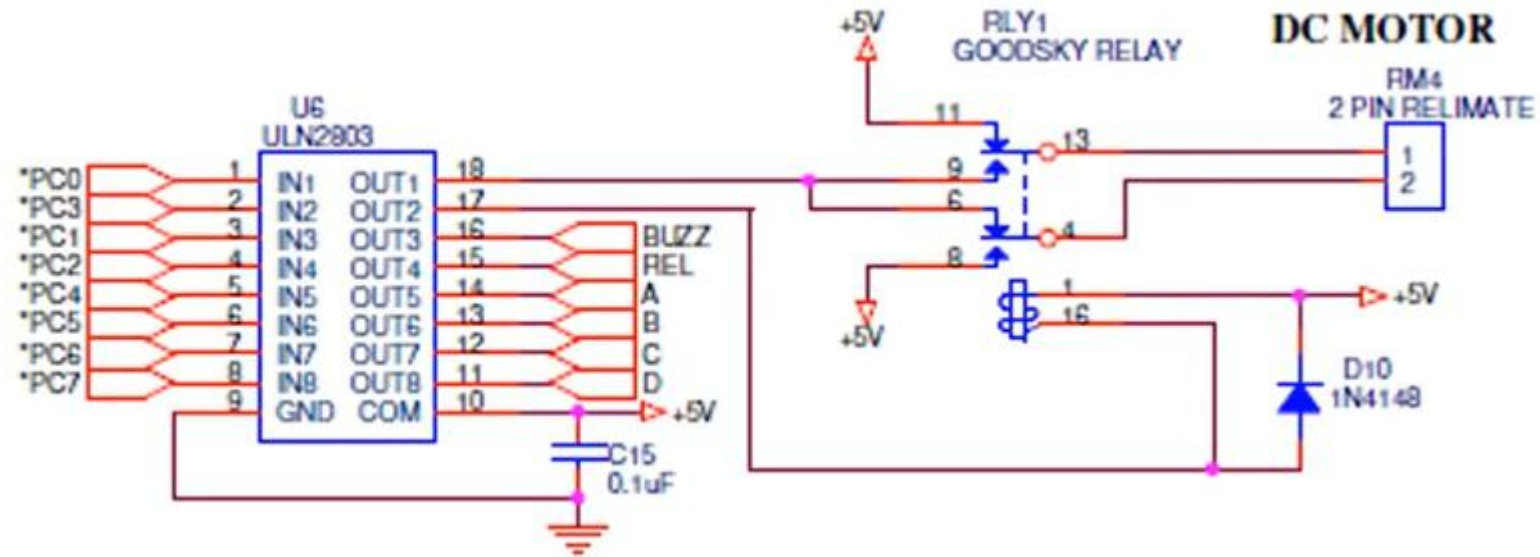 +5V
RLY1
GOODSKY RELAY
DC MOTOR
RM4
2 PIN RELIMATE
U6
ULN2803
11
13
1
*PC0
1
IN1
OUT1
18
9
2
*PC3
2
IN2
OUT2
17
6
*PC1
3
IN3
OUT3
16
BUZZ
4
*PC2
4
IN4
OUT4
15
REL
8
*PC4
5
IN5
OUT5
14
A
1
+5V
*PC5
6
IN6
OUT6
13
B
16
+5V
*PC6
7
IN7
OUT7
12
C
*PC7
8
IN8
OUT8
11
D
D10
1N4148
9
GND
COM
10
+5V
C15
0.1uF